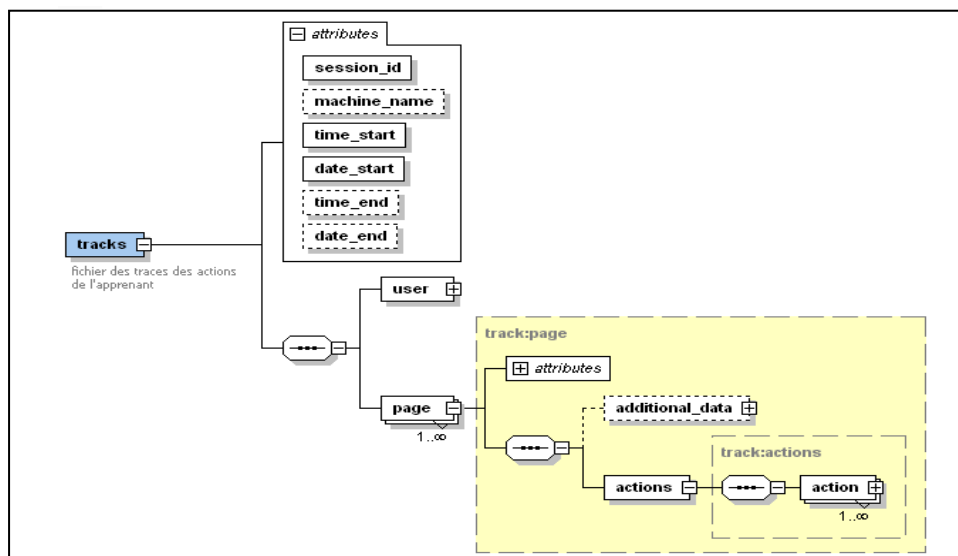 attributes
session_id
machine_name
time_start
date_start
time_end
date_end
tracks
fichier des traces des actions
de l'apprenant
user
track:page
attributes
page
1..∞
additional_data
track:actions
actions
action
1..∞